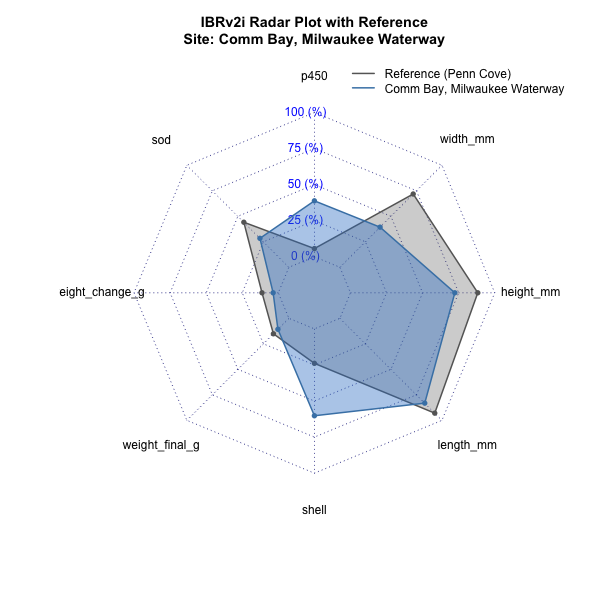 IBRv2i Radar Plot with Reference
Site: Comm Bay, Milwaukee Waterway
p450
Reference (Penn Cove)
Comm Bay, Milwaukee Waterway
100 (%)
sod
width_mm
75 (%)
50 (%)
25 (%)
0 (%)
eight_change_g
height_mm
weight_final_g
length_mm
shell